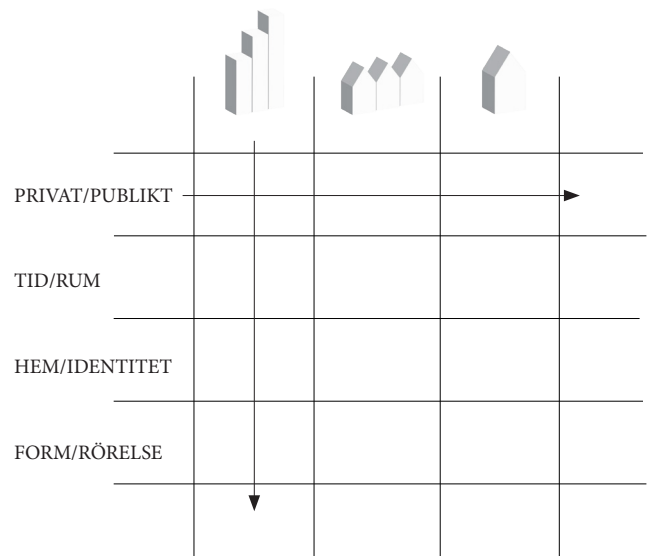 PRIVAT/PUBLIKT
TID/RUM
HEM/IDENTITET
FORM/RÖRELSE